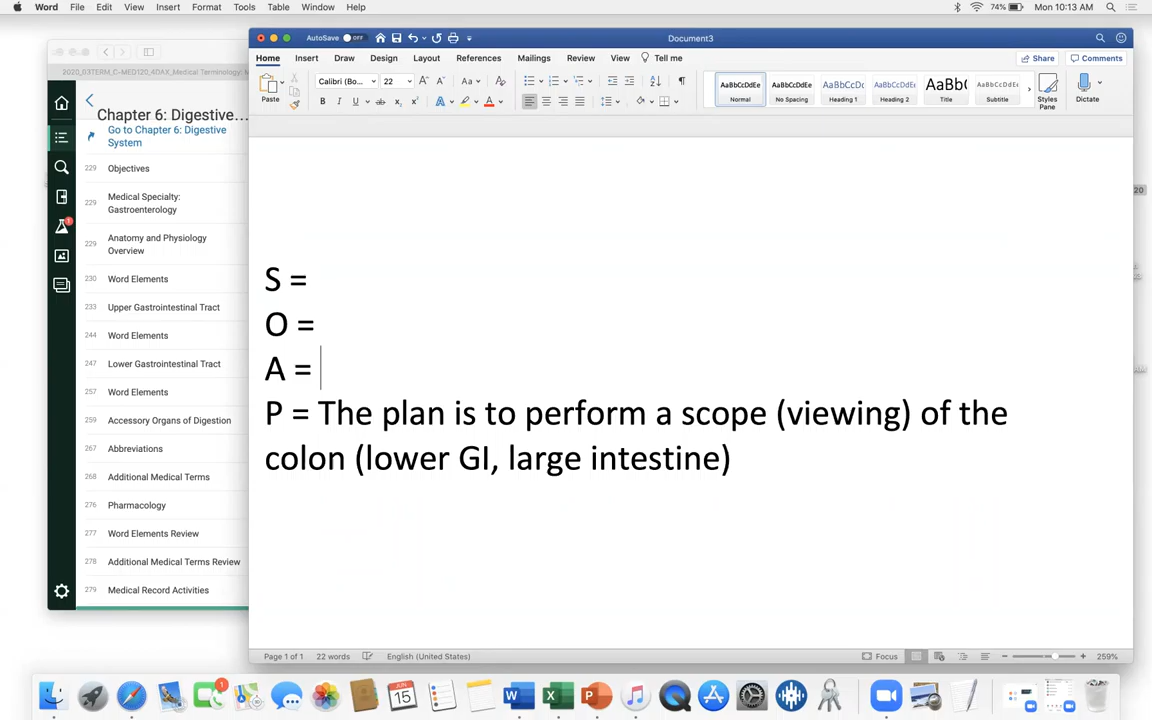 Word File Edit View Insert Format Tools Table Window Help 74% Mon 10:13 AM
AutoSave OFF Document3
Home Insert Draw Design Layout References Mailings Review View Tell me Share Comments
Paste Calibri (Bo... 22 Aa AaBbCcDdEe Normal AaBbCcDdEe No Spacing AaBbCcDc Heading 1 AaBbCcDdEe Heading 2 AaBb( Title AaBbCcDdEe Subtitle Styles Pane Dictate
2020_03TERM_C-MED120_4DAX_Medical Terminology: M
Chapter 6: Digestive...
Go to Chapter 6: Digestive
System
229 Objectives
229 Medical Specialty:
Gastroenterology
229 Anatomy and Physiology
Overview
230 Word Elements
233 Upper Gastrointestinal Tract
244 Word Elements
247 Lower Gastrointestinal Tract
257 Word Elements
259 Accessory Organs of Digestion
267 Abbreviations
268 Additional Medical Terms
276 Pharmacology
277 Word Elements Review
278 Additional Medical Terms Review
279 Medical Record Activities
S =
O =
A =
P = The plan is to perform a scope (viewing) of the
colon (lower GI, large intestine)
Page 1 of 1 22 words English (United States) Focus 259%
JUN
15